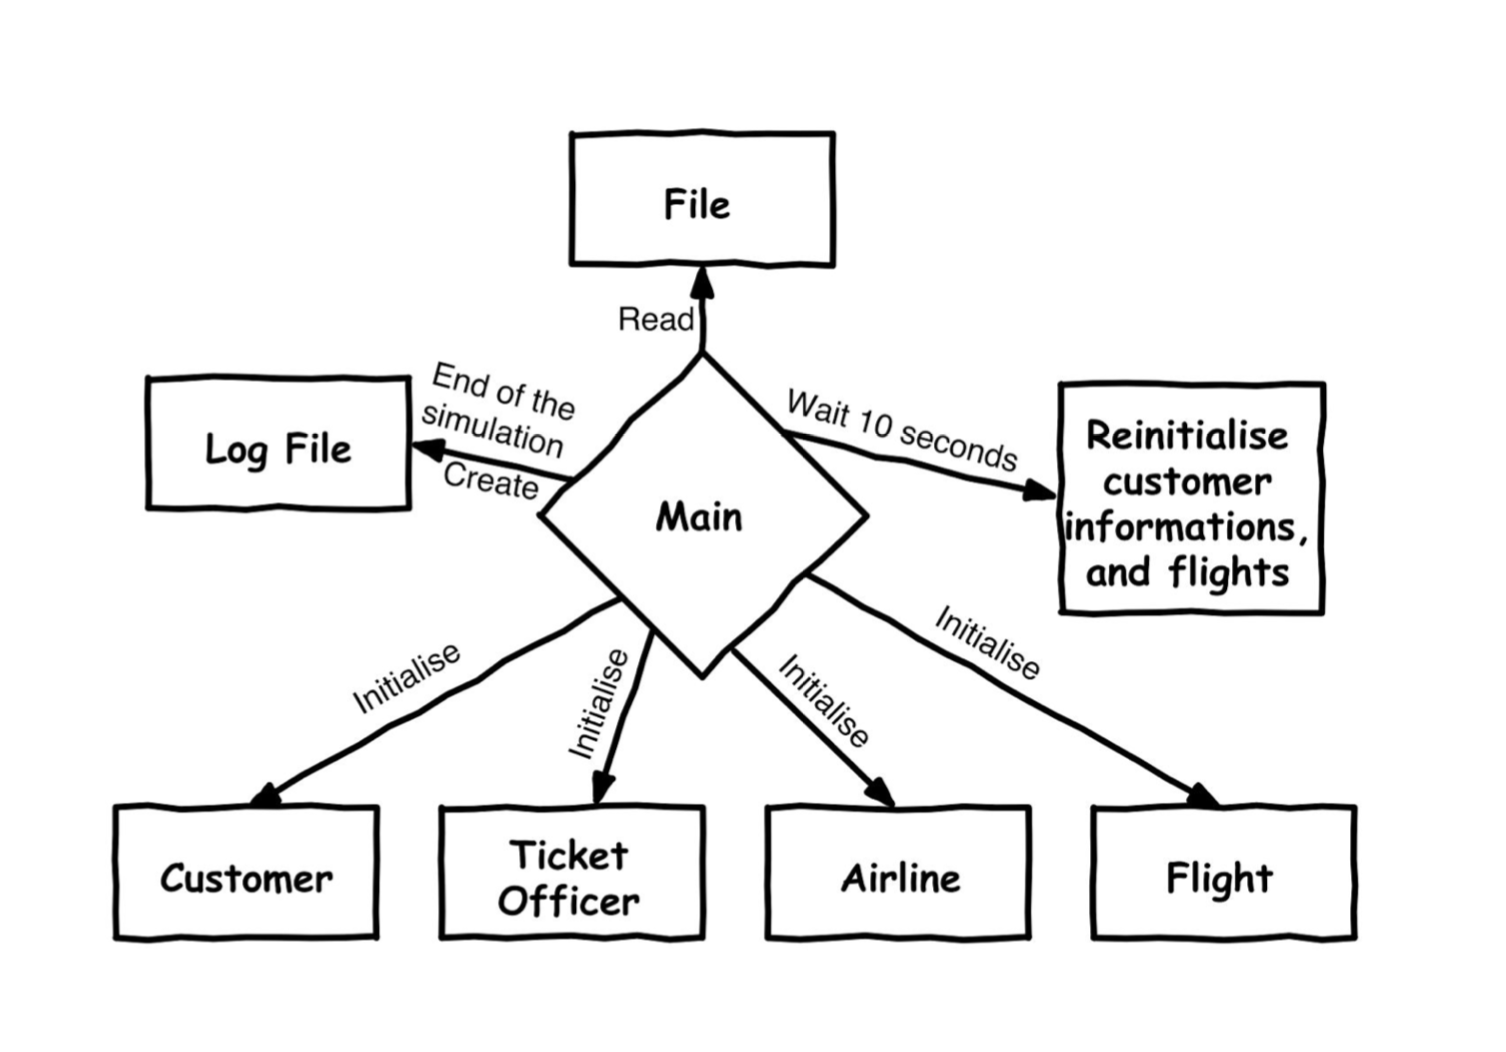 File
Read
End of the
simulation
Create
Log File
Wait 10 seconds
Reinitialise
customer
informations,
and flights
Main
Initialise
Initialise
Initialise
Initialise
Customer
Ticket
Officer
Airline
Flight